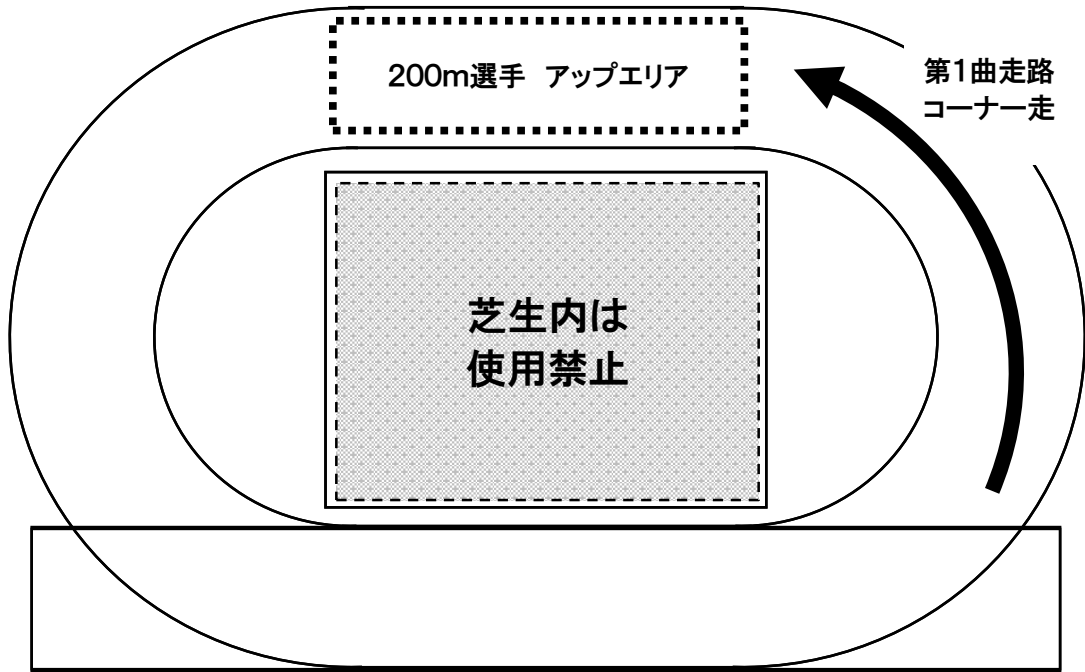 200m選手 アップエリア
第1曲走路
コーナー走
芝生内は
使用禁止